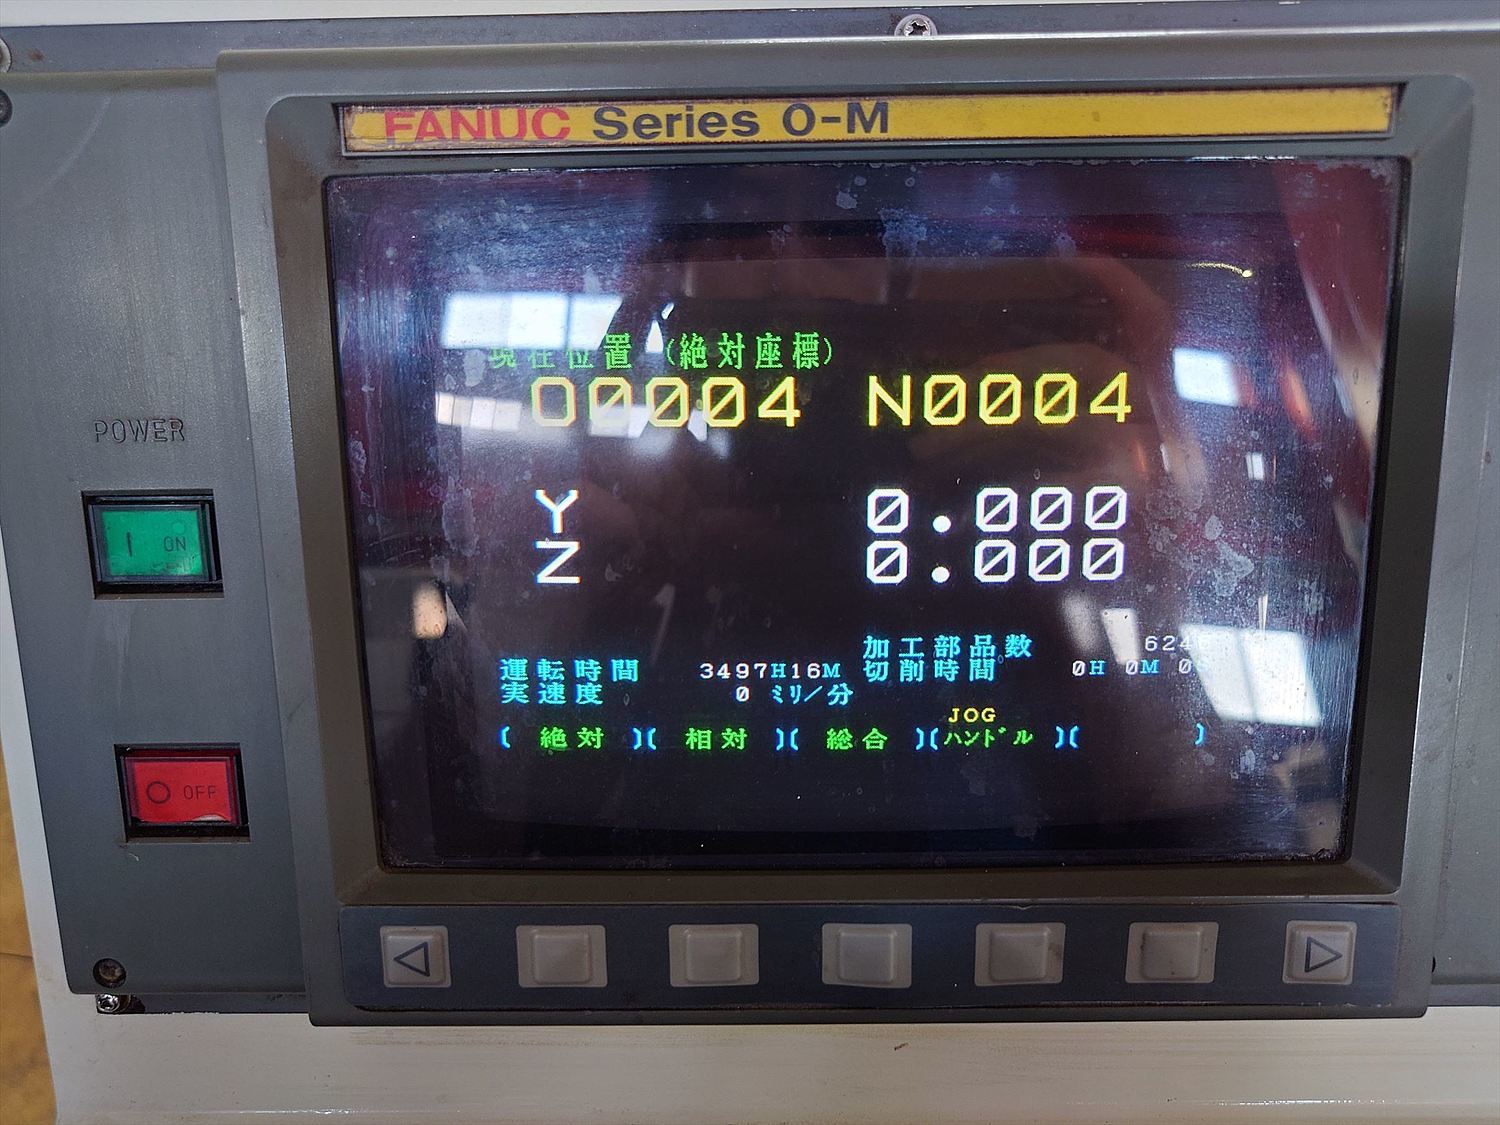 FANUC Series O-M
現在位置 (絶対座標)
O0004 N0004
Y 0.000
Z 0.000
加工部品数 624
運転時間 3497H16M 切削時間 0H 0M 0
実速度 0 ミリ/分
JOG
( 絶対 )( 相対 )( 総合 )(ハンドル )( )
POWER
| ON
O OFF